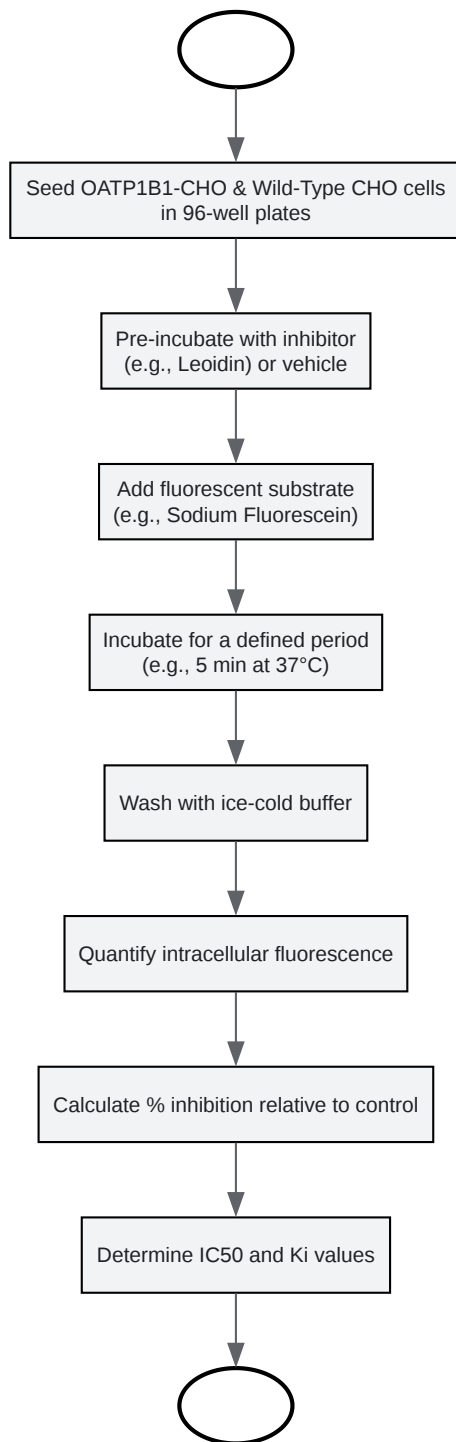 Seed OATP1B1-CHO & Wild-Type CHO cells
in 96-well plates
Pre-incubate with inhibitor
(e.g., Leoidin) or vehicle
Add fluorescent substrate
(e.g., Sodium Fluorescein)
Incubate for a defined period
(e.g., 5 min at 37°C)
Wash with ice-cold buffer
Quantify intracellular fluorescence
Calculate % inhibition relative to control
Determine IC50 and Ki values